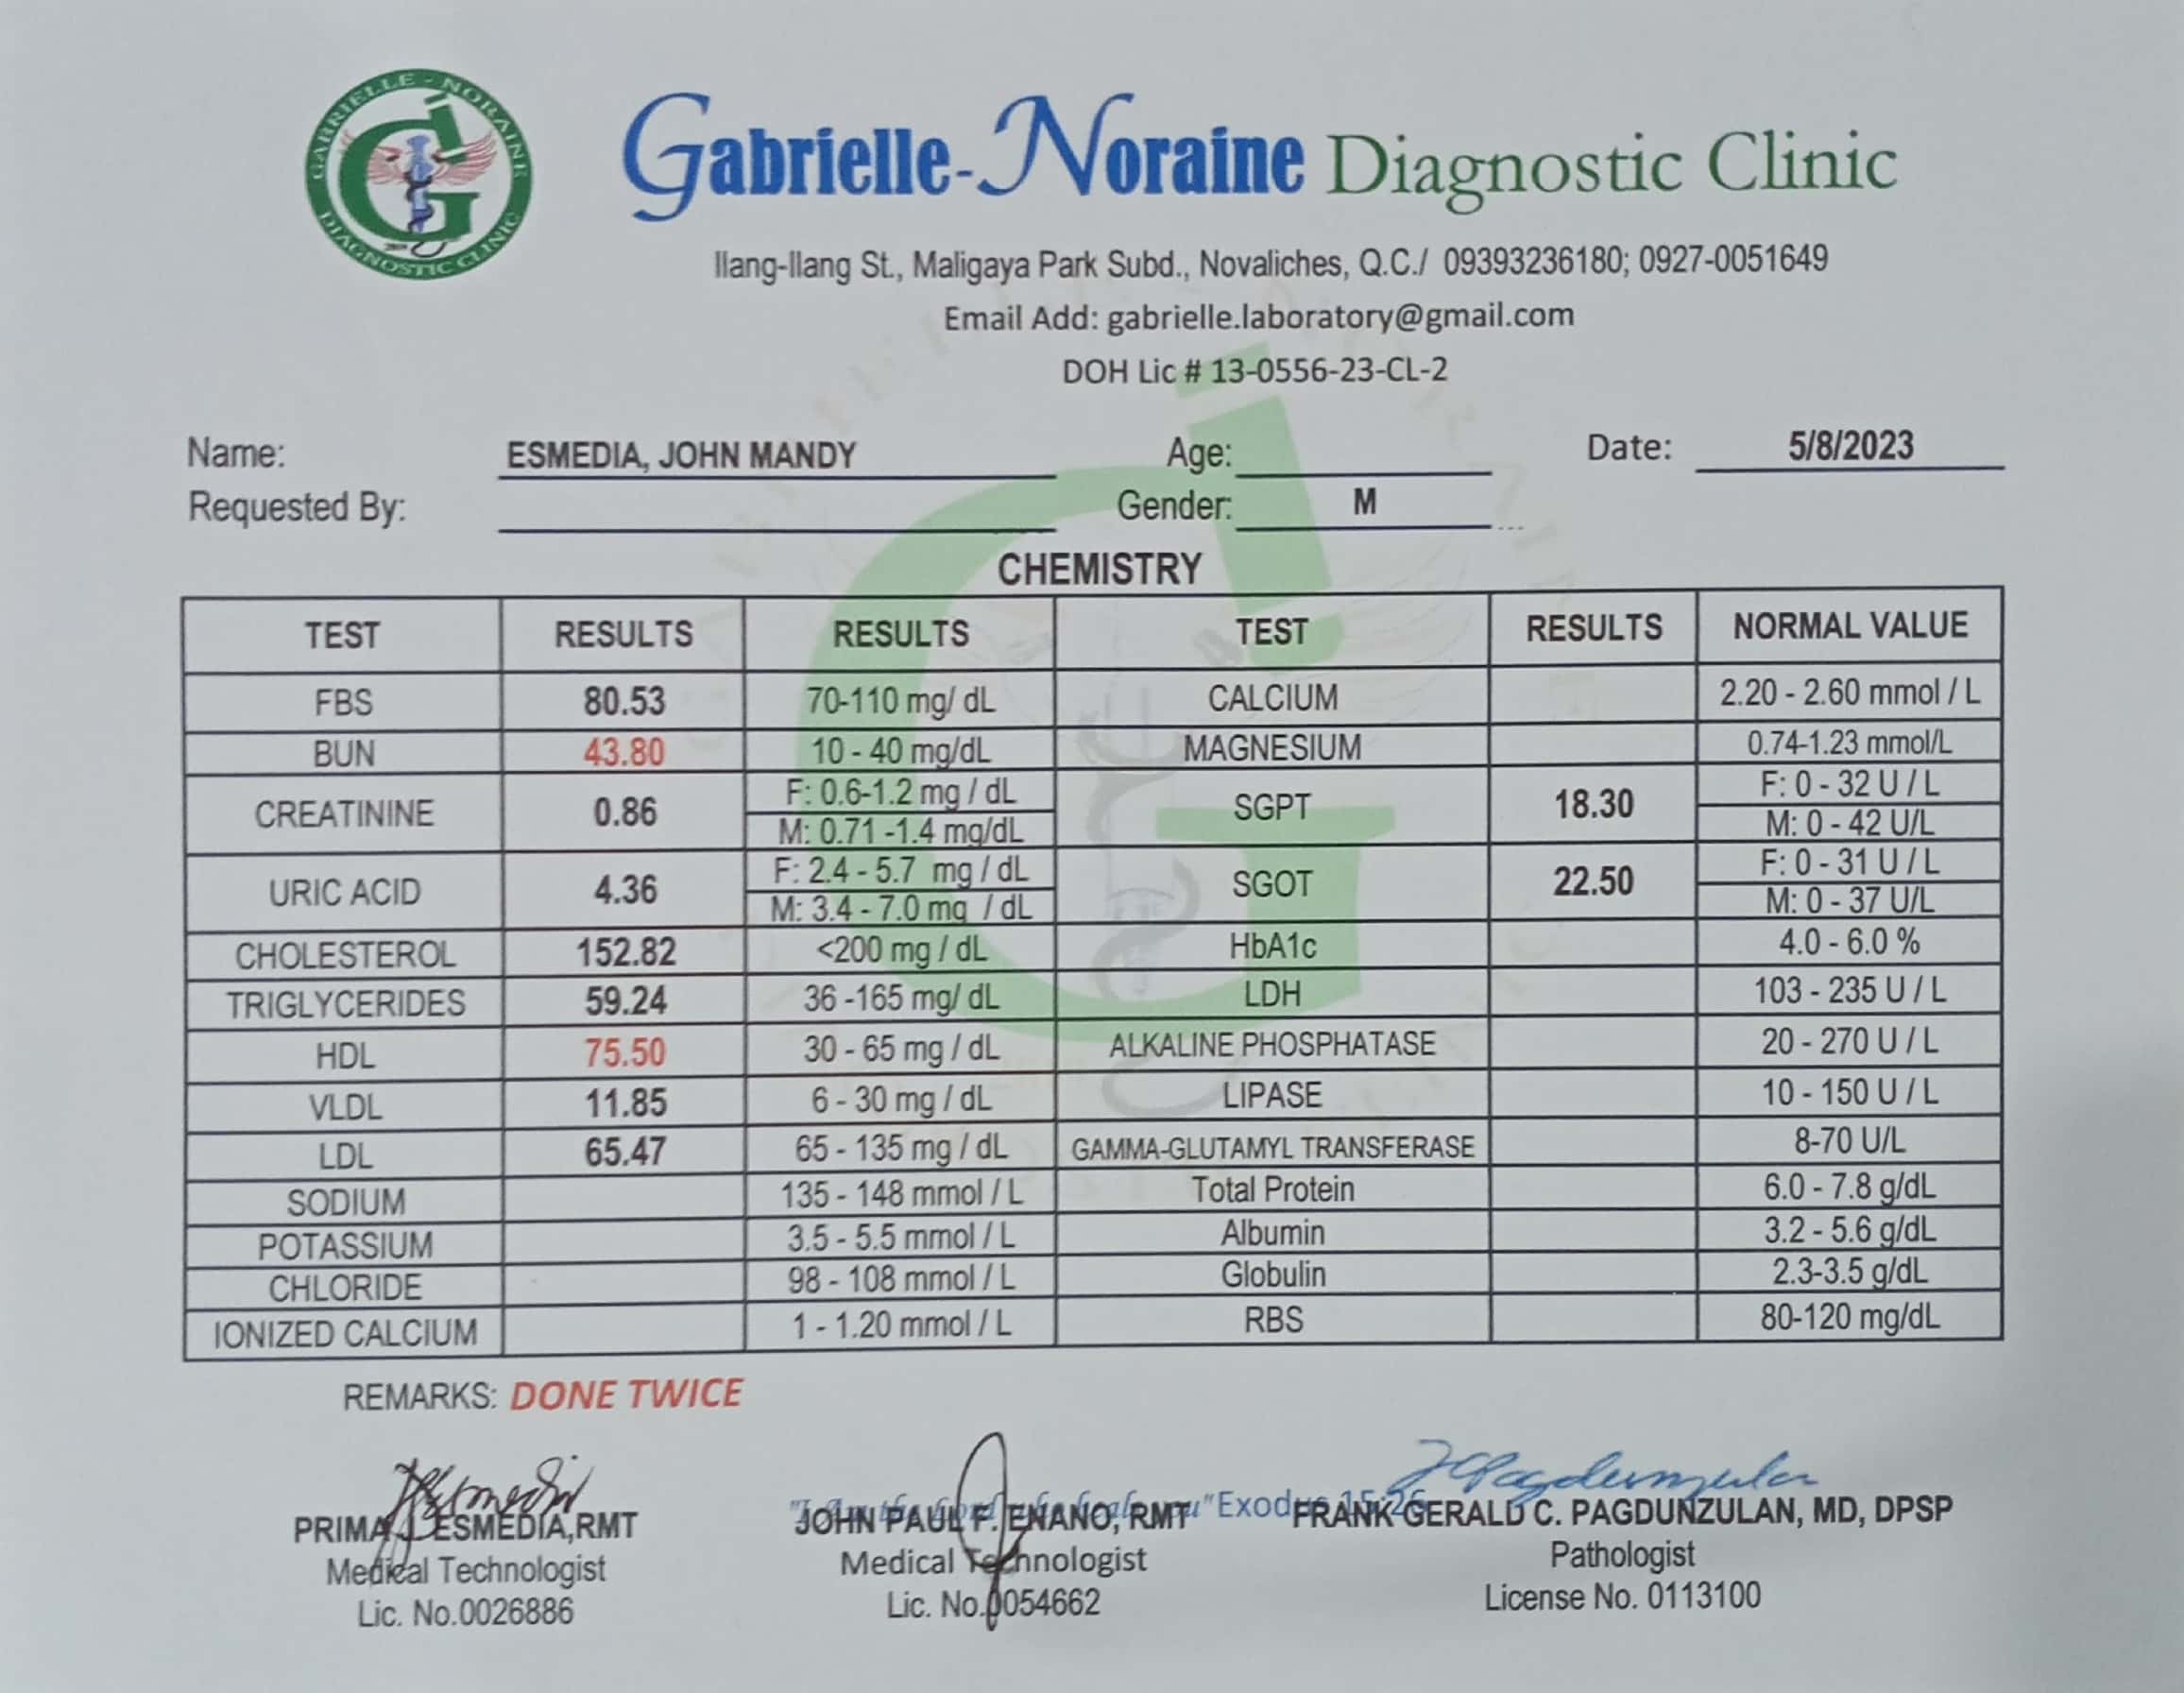 GABRIELLE - NORAINE
DIAGNOSTIC CLINIC
Gabrielle-Noraine Diagnostic Clinic
Ilang-Ilang St., Maligaya Park Subd., Novaliches, Q.C./ 09393236180; 0927-0051649
Email Add: gabrielle.laboratory@gmail.com
DOH Lic # 13-0556-23-CL-2
Name: ESMEDIA, JOHN MANDY Age: Date: 5/8/2023
Requested By: Gender: M
CHEMISTRY
TEST RESULTS RESULTS TEST RESULTS NORMAL VALUE
FBS 80.53 70-110 mg/ dL CALCIUM 2.20 - 2.60 mmol / L
BUN 43.80 10 - 40 mg/dL MAGNESIUM 0.74-1.23 mmol/L
CREATININE 0.86 F: 0.6-1.2 mg / dL SGPT 18.30 F: 0 - 32 U / L
M: 0.71 -1.4 mg/dL M: 0 - 42 U/L
URIC ACID 4.36 F: 2.4 - 5.7 mg / dL SGOT 22.50 F: 0 - 31 U / L
M: 3.4 - 7.0 mg / dL M: 0 - 37 U/L
CHOLESTEROL 152.82 <200 mg / dL HbA1c 4.0 - 6.0 %
TRIGLYCERIDES 59.24 36 -165 mg/ dL LDH 103 - 235 U / L
HDL 75.50 30 - 65 mg / dL ALKALINE PHOSPHATASE 20 - 270 U / L
VLDL 11.85 6 - 30 mg / dL LIPASE 10 - 150 U / L
LDL 65.47 65 - 135 mg / dL GAMMA-GLUTAMYL TRANSFERASE 8-70 U/L
SODIUM 135 - 148 mmol / L Total Protein 6.0 - 7.8 g/dL
POTASSIUM 3.5 - 5.5 mmol / L Albumin 3.2 - 5.6 g/dL
CHLORIDE 98 - 108 mmol / L Globulin 2.3-3.5 g/dL
IONIZED CALCIUM 1 - 1.20 mmol / L RBS 80-120 mg/dL
REMARKS: DONE TWICE
PRIMA J. ESMEDIA,RMT JOHN PAUL F. ENANO, RMT FRANK GERALD C. PAGDUNZULAN, MD, DPSP
Medical Technologist Medical Technologist Pathologist
Lic. No.0026886 Lic. No.0054662 License No. 0113100